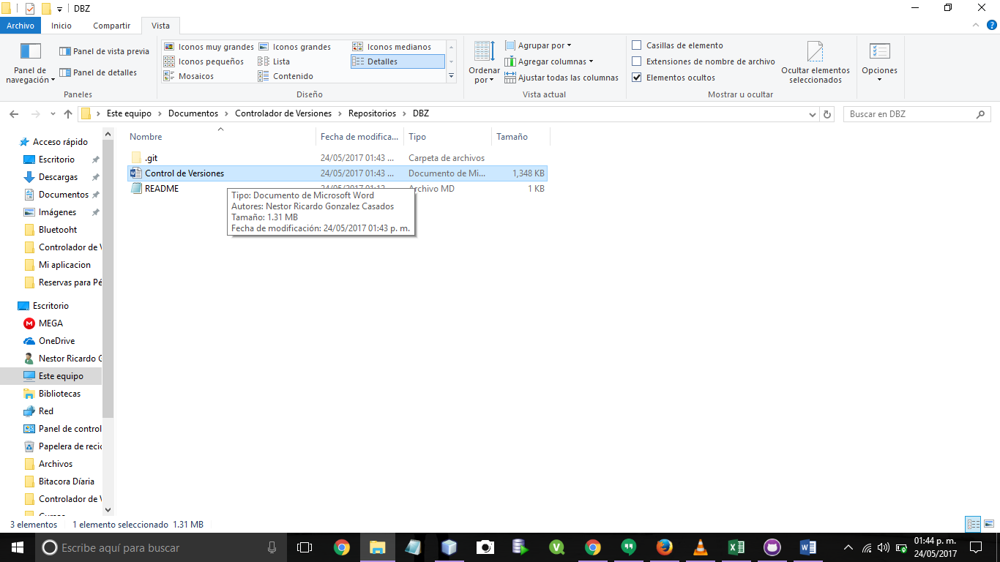 DBZ
Archivo Inicio Compartir Vista
Panel de navegación
Panel de vista previa
Panel de detalles
Paneles
Iconos muy grandes Iconos grandes Iconos medianos
Iconos pequeños Lista Detalles
Mosaicos Contenido
Diseño
Ordenar por
Agrupar por
Agregar columnas
Ajustar todas las columnas
Vista actual
Casillas de elemento
Extensiones de nombre de archivo
Elementos ocultos
Ocultar elementos seleccionados
Mostrar u ocultar
Opciones
Este equipo Documentos Controlador de Versiones Repositorios DBZ
Buscar en DBZ
Acceso rápido
Escritorio
Descargas
Documentos
Imágenes
Bluetooht
Controlador de V
Mi aplicacion
Reservas para Pé
Escritorio
MEGA
OneDrive
Nestor Ricardo G
Este equipo
Bibliotecas
Red
Panel de control
Papelera de recic
Archivos
Bitacora Díaria
Controlador de V
Nombre Fecha de modifica... Tipo Tamaño
.git 24/05/2017 01:43 ... Carpeta de archivos
Control de Versiones 24/05/2017 01:43 ... Documento de Mi... 1,348 KB
README Archivo MD 1 KB
Tipo: Documento de Microsoft Word
Autores: Nestor Ricardo Gonzalez Casados
Tamaño: 1.31 MB
Fecha de modificación: 24/05/2017 01:43 p. m.
3 elementos 1 elemento seleccionado 1.31 MB
Escribe aquí para buscar
01:44 p. m.
24/05/2017